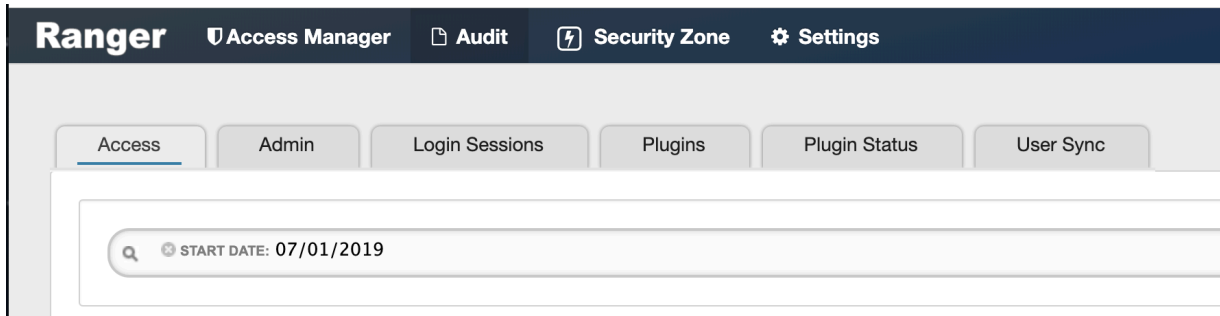 Ranger Access Manager Audit Security Zone Settings
Access Admin Login Sessions Plugins Plugin Status User Sync
START DATE: 07/01/2019